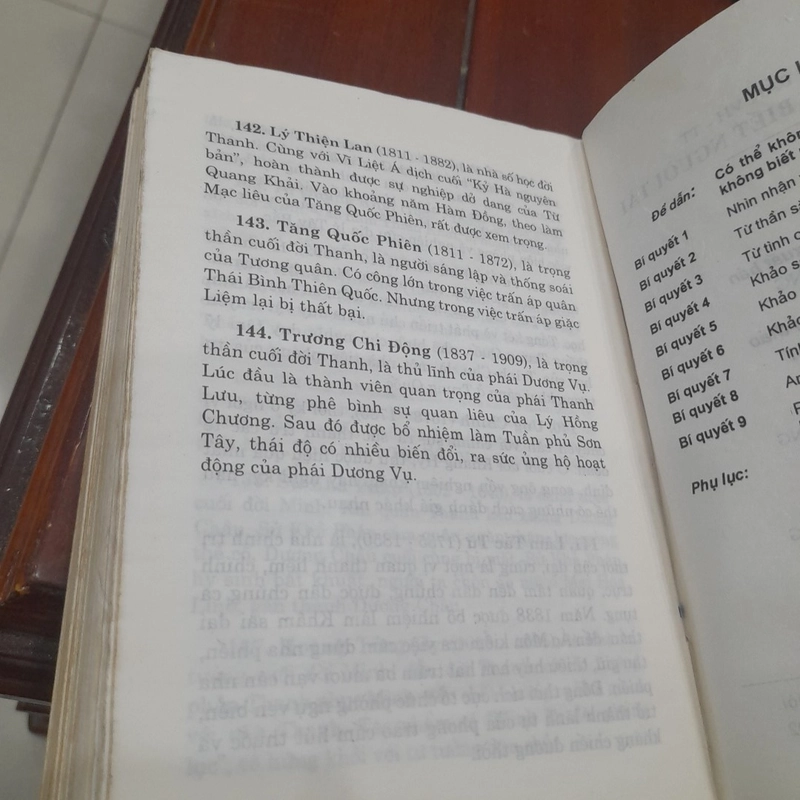 142. Lý Thiện Lan (1811 - 1882), là nhà số học đời
Thanh. Cùng với Vĩ Liệt Á dịch cuối "Kỷ Hà nguyên
bản", hoàn thành được sự nghiệp dở dang của Từ
Quang Khải. Vào khoảng năm Hàm Đồng, theo làm
Mạc liêu của Tăng Quốc Phiên, rất được xem trọng.
143. Tăng Quốc Phiên (1811 - 1872), là trọng
thần cuối đời Thanh, là người sáng lập và thống soái
của Tương quân. Có công lớn trong việc trấn áp quân
Thái Bình Thiên Quốc. Nhưng trong việc trấn áp giặc
Liệm lại bị thất bại.
144. Trương Chi Động (1837 - 1909), là trọng
thần cuối đời Thanh, là thủ lĩnh của phái Dương Vụ.
Lúc đầu là thành viên quan trọng của phái Thanh
Lưu, từng phê bình sự quan liêu của Lý Hồng
Chương. Sau đó được bổ nhiệm làm Tuần phủ Sơn
Tây, thái độ có nhiều biến đổi, ra sức ủng hộ hoạt
động của phái Dương Vụ.
MỤC
Có thể
Đề dẫn: không biết
Bí quyết 1 Nhìn nhận
Bí quyết 2 Từ thần
Bí quyết 3 Từ tình
Bí quyết 4 Khảo
Bí quyết 5 Khảo
Bí quyết 6
Bí quyết 7
Bí quyết 8
Bí quyết 9
Phụ lục: